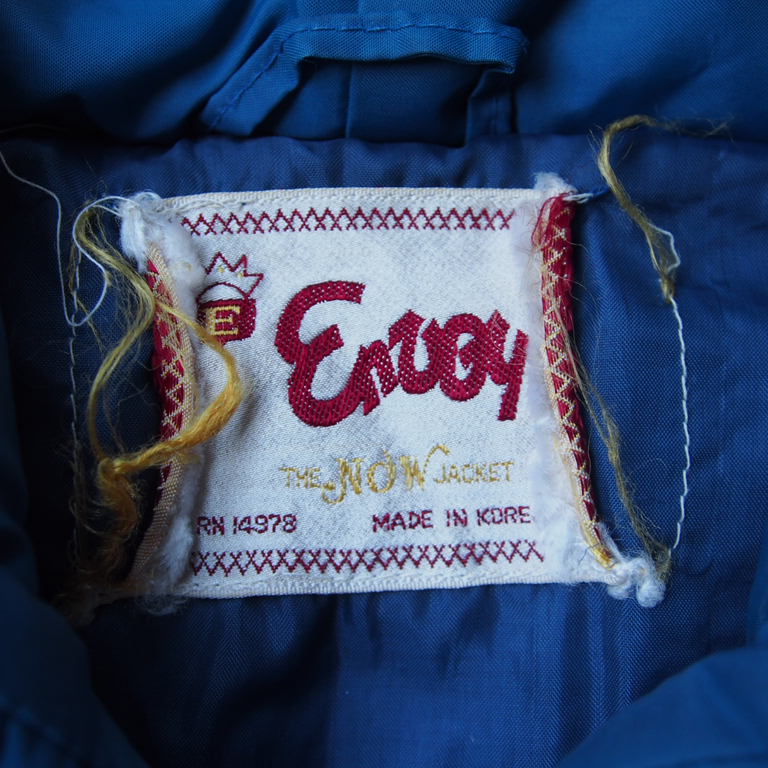 E
Envoy
THE NOW JACKET
RN 14978 MADE IN KORE